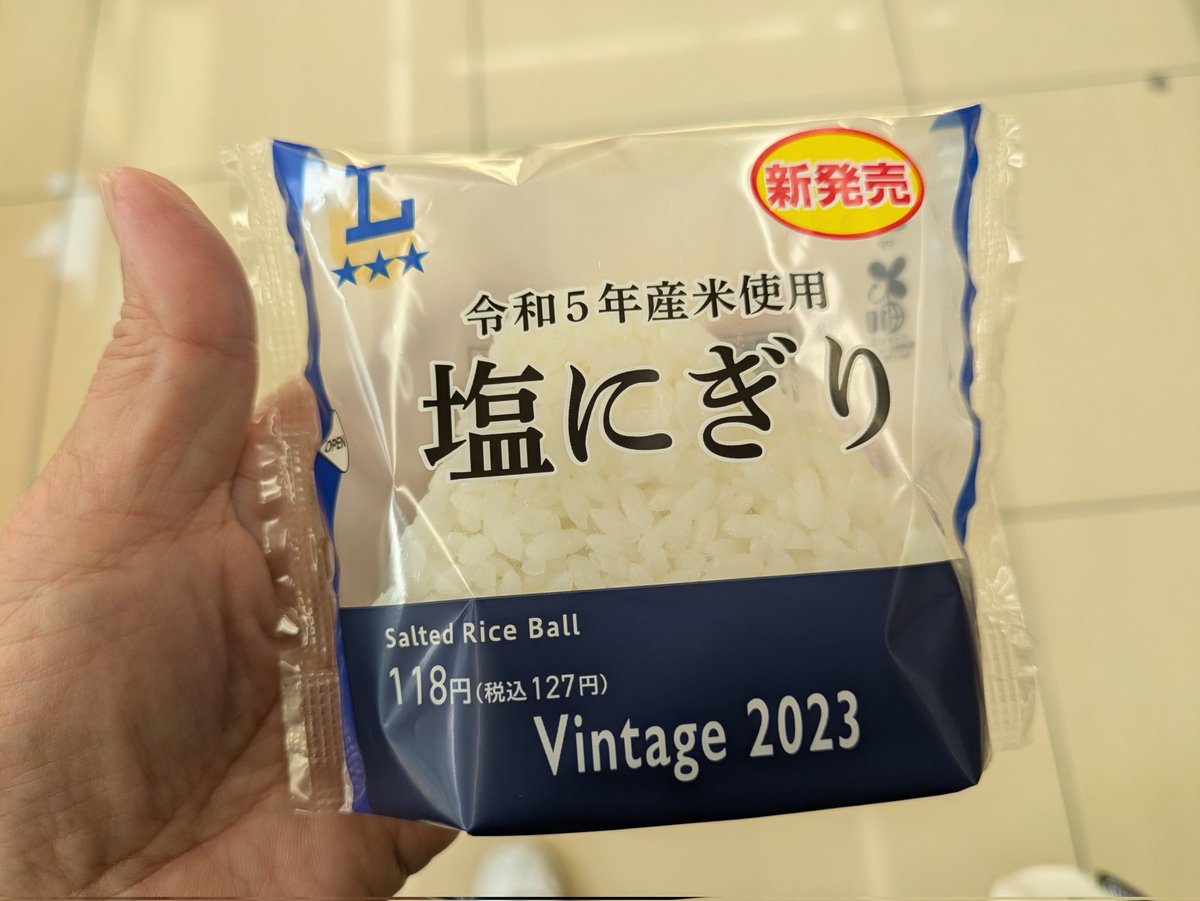 L
★★★
新発売
令和5年産米使用
塩にぎり
OPEN
Salted Rice Ball
118円(税込127円)
Vintage 2023